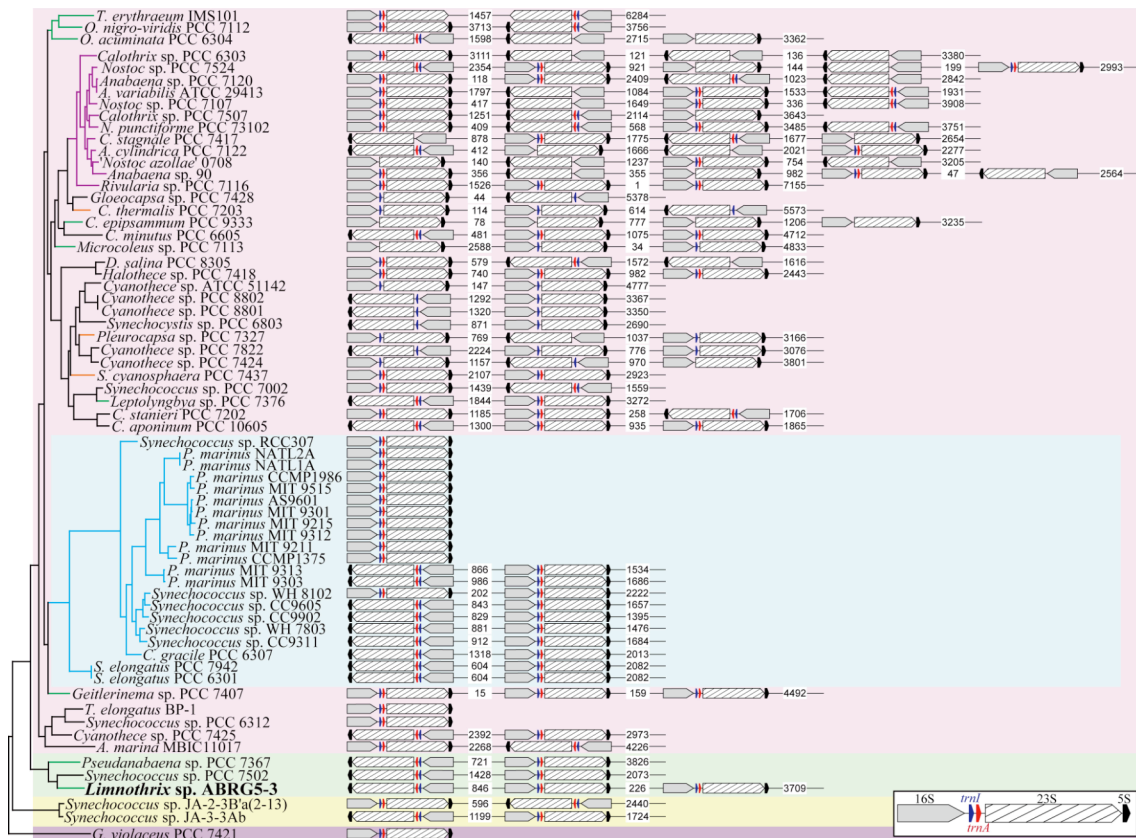 T. erythraeum IMS101 1457 6284
O. nigro-viridis PCC 7112 3713 3756
O. acuminata PCC 6304 1598 2715 3362
Calothrix sp. PCC 6303 3111 121 136 3380
Nostoc sp. PCC 7524 2354 921 144 199 2993
Anabaena sp. PCC 7120 118 2409 1023 2842
A. variabilis ATCC 29413 1797 1084 1533 1931
Nostoc sp. PCC 7107 417 1649 336 3908
Calothrix sp. PCC 7507 1251 2114 3643
N. punctiforme PCC 73102 409 568 3485 3751
C. stagnale PCC 7417 878 1775 1677 2654
A. cylindrica PCC 7122 412 1666 2021 2277
'Nostoc azollae' 0708 140 1237 754 3205
Anabaena sp. 90 356 355 982 47 2564
Rivularia sp. PCC 7116 1526 1 7155
Gloeocapsa sp. PCC 7428 44 5378
C. thermalis PCC 7203 114 614 5573
C. epipsammum PCC 9333 78 777 1206 3235
C. minutus PCC 6605 481 1075 4712
Microcoleus sp. PCC 7113 2588 34 4833
D. salina PCC 8305 579 1572 1616
Halothece sp. PCC 7418 740 982 2443
Cyanothece sp. ATCC 51142 147 4777
Cyanothece sp. PCC 8802 1292 3367
Cyanothece sp. PCC 8801 1320 3350
Synechocystis sp. PCC 6803 871 2690
Pleurocapsa sp. PCC 7327 769 1037 3166
Cyanothece sp. PCC 7822 2224 776 3076
Cyanothece sp. PCC 7424 1157 970 3801
S. cyanosphaera PCC 7437 2107 2923
Synechococcus sp. PCC 7002 1439 1559
Leptolyngbya sp. PCC 7376 1844 3272
C. stanieri PCC 7202 1185 258 1706
C. aponinum PCC 10605 1300 935 1865
Synechococcus sp. RCC307
P. marinus NATL2A
P. marinus NATL1A
P. marinus CCMP1986
P. marinus MIT 9515
P. marinus AS9601
P. marinus MIT 9301
P. marinus MIT 9215
P. marinus MIT 9312
P. marinus MIT 9211
P. marinus CCMP1375
P. marinus MIT 9313 866 1534
P. marinus MIT 9303 986 1686
Synechococcus sp. WH 8102 202 2222
Synechococcus sp. CC9605 843 1657
Synechococcus sp. CC9902 829 1395
Synechococcus sp. WH 7803 881 1476
Synechococcus sp. CC9311 912 1684
C. gracile PCC 6307 1318 2013
S. elongatus PCC 7942 604 2082
S. elongatus PCC 6301 604 2082
Geitlerinema sp. PCC 7407 15 159 4492
T. elongatus BP-1
Synechococcus sp. PCC 6312
Cyanothece sp. PCC 7425 2392 2973
A. marina MBIC11017 2268 4226
Pseudanabaena sp. PCC 7367 721 3826
Synechococcus sp. PCC 7502 1428 2073
Limnothrix sp. ABRG5-3 846 226 3709
Synechococcus sp. JA-2-3B'a(2-13) 596 2440
Synechococcus sp. JA-3-3Ab 1199 1724
G. violaceus PCC 7421
16S trnI 23S 5S
trnA